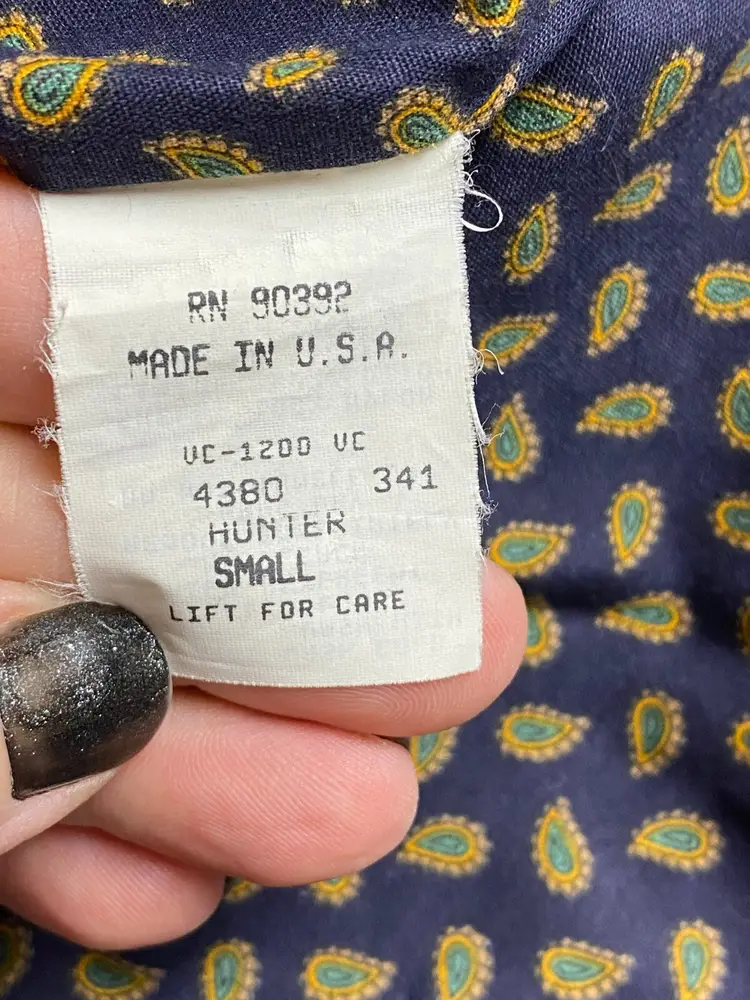 RN 90392
MADE IN U.S.A.
VC-1200 VC
4380 341
HUNTER
SMALL
LIFT FOR CARE